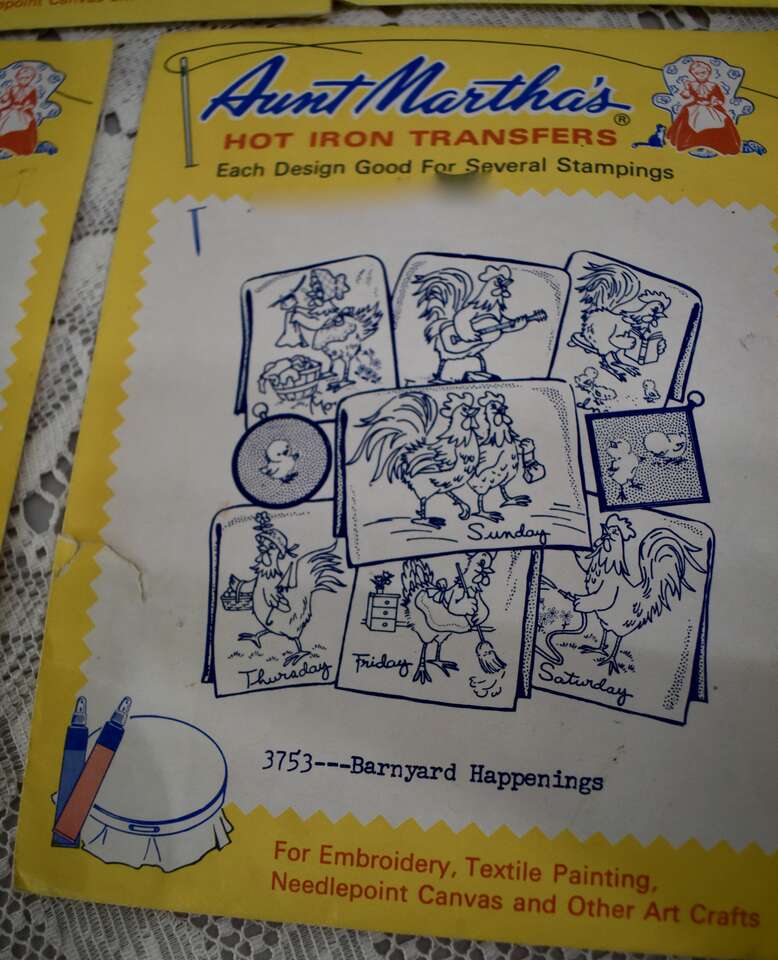 Aunt Martha's®
HOT IRON TRANSFERS
Each Design Good For Several Stampings
T
Mo
Sunday
Thursday
Friday
Saturday
3753---Barnyard Happenings
For Embroidery, Textile Painting,
Needlepoint Canvas and Other Art Crafts